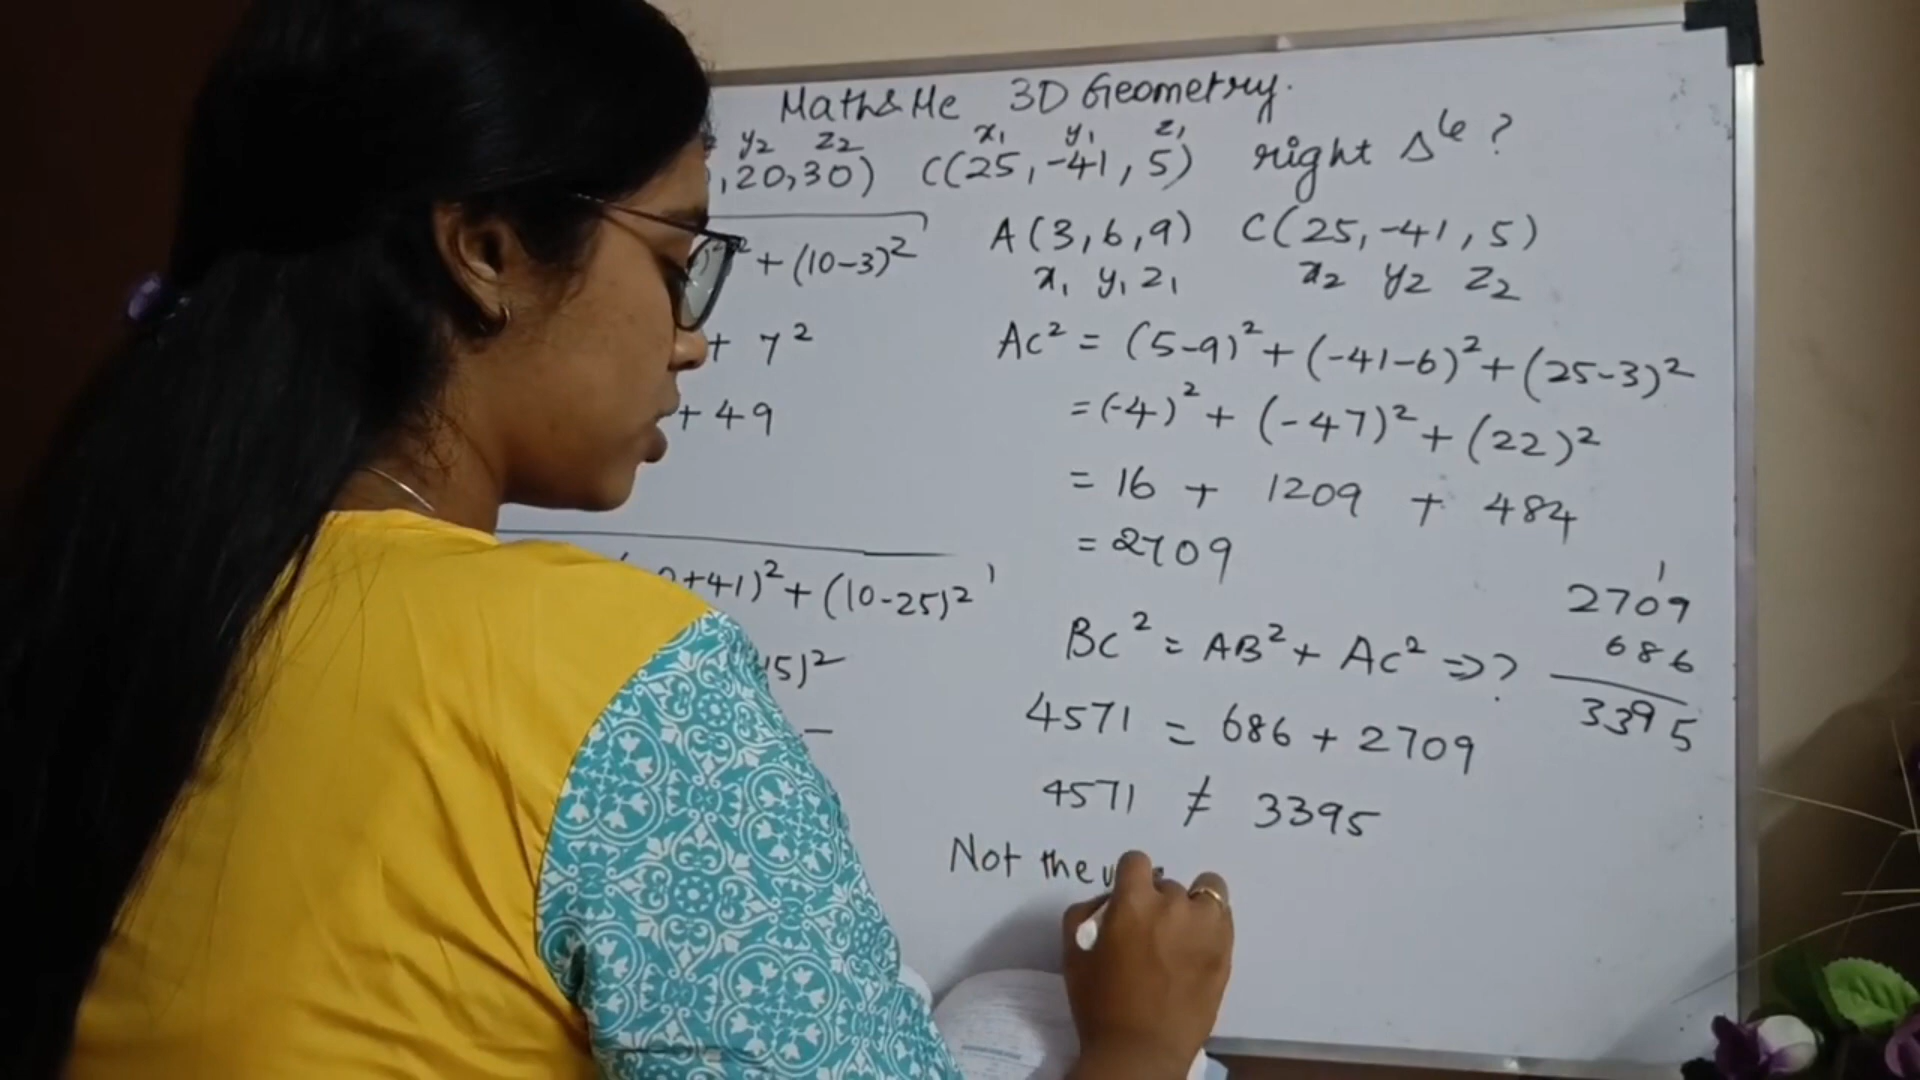 Math&Me 3D Geometry.
y2 z2 x1 y1 z1
,20,30) C(25,-41,5) right Δle ?
+(10-3)²
+ 7²
+49
+41)²+(10-25)²
15)²
A(3,6,9) C(25,-41,5)
x1 y1 z1 x2 y2 z2
AC² = (5-9)²+(-41-6)²+(25-3)²
=(-4)²+(-47)²+(22)²
= 16 + 1209 + 484
= 2709
BC² = AB²+ AC² => ?
4571 = 686 + 2709
4571 ≠ 3395
Not the
1
2709
686
3395